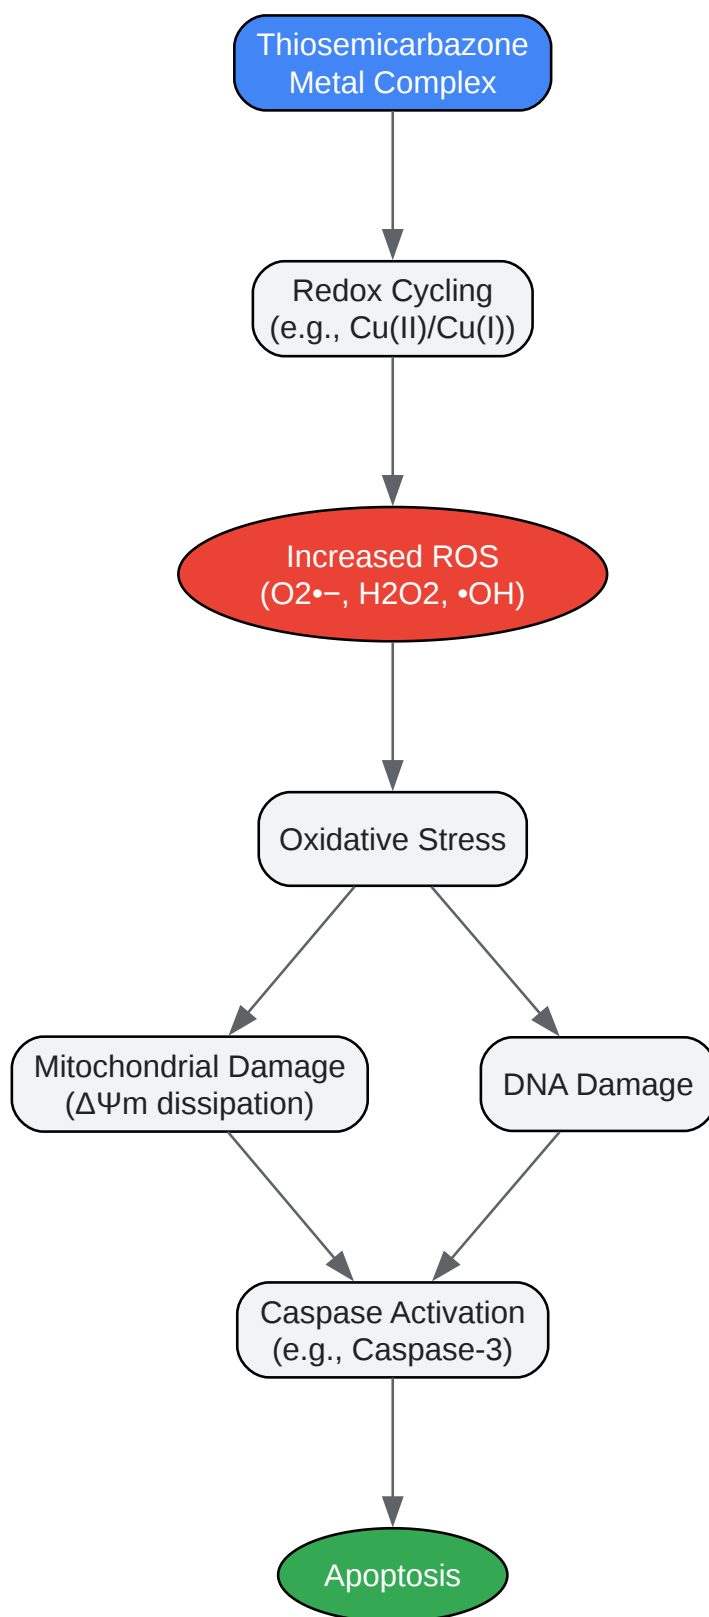 Thiosemicarbazone
Metal Complex
Redox Cycling
(e.g., Cu(II)/Cu(I))
Increased ROS
(O2•−, H2O2, •OH)
Oxidative Stress
Mitochondrial Damage
(ΔΨm dissipation)
DNA Damage
Caspase Activation
(e.g., Caspase-3)
Apoptosis